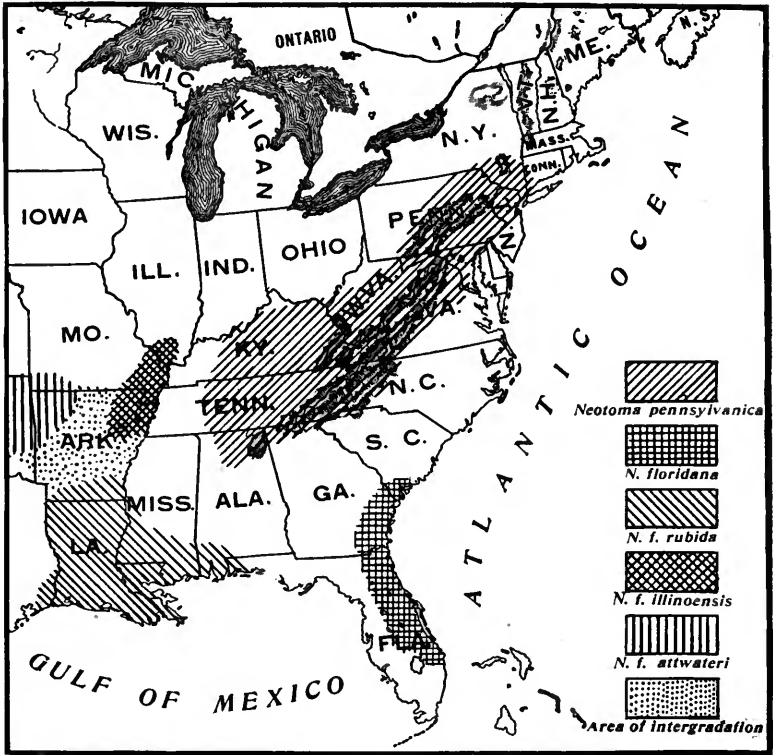 ONTARIO
MICHIGAN
ME.
N.S.
WIS.
N.H.
N.Y.
MASS.
CONN.
IOWA
PENN.
N.J.
ILL.
IND.
OHIO
W.VA.
VA.
MO.
KY.
N.C.
TENN.
ARK.
S. C.
MISS.
ALA.
GA.
LA.
ATLANTIC OCEAN
GULF OF MEXICO
Neotoma pennsylvanica
N. floridana
N. f. rubida
N. f. illinoensis
N. f. attwateri
Area of intergradation